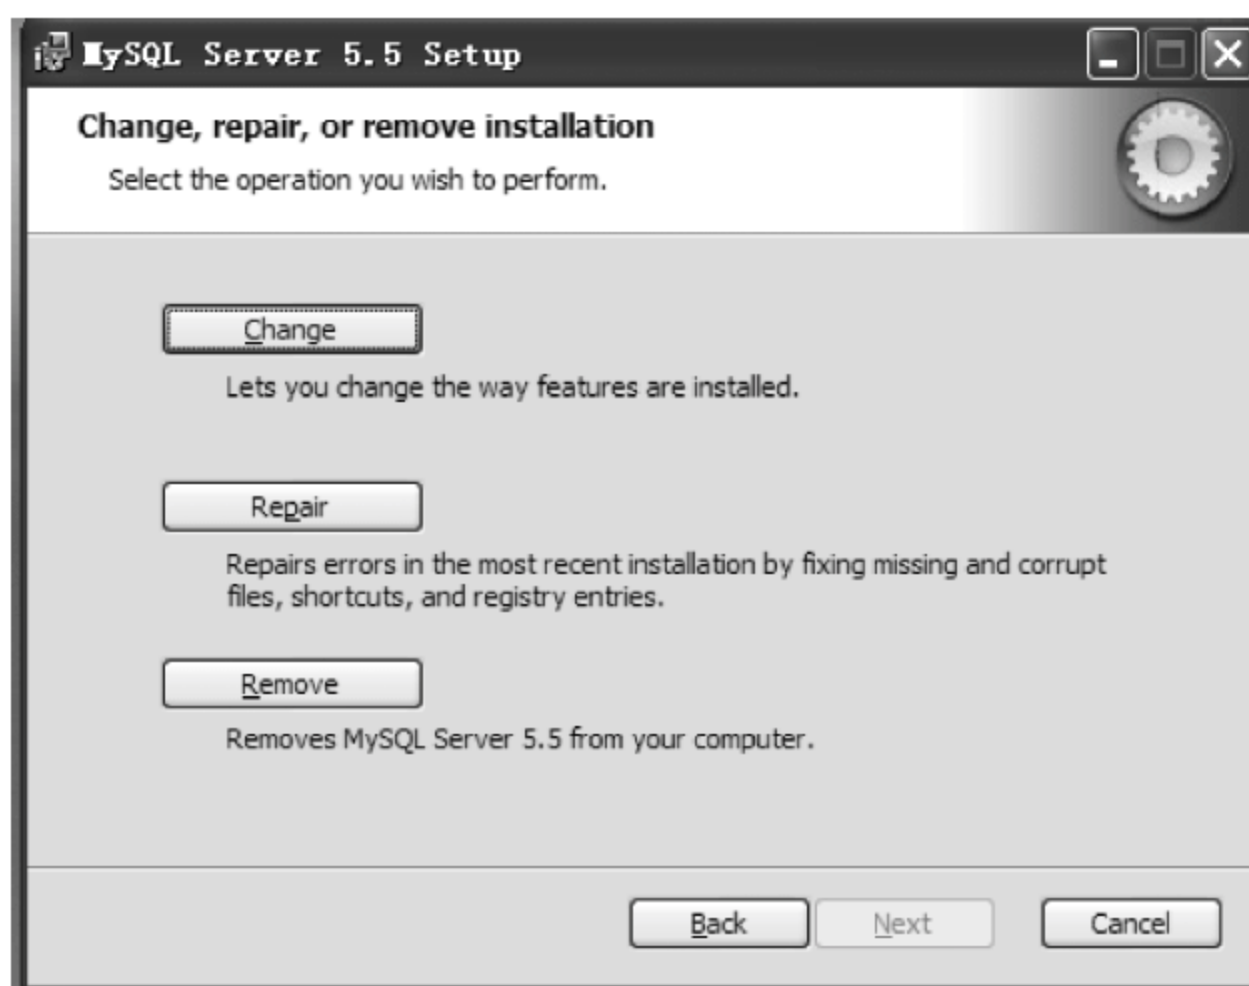 MySQL Server 5.5 Setup
Change, repair, or remove installation
Select the operation you wish to perform.
Change
Lets you change the way features are installed.
Repair
Repairs errors in the most recent installation by fixing missing and corrupt
files, shortcuts, and registry entries.
Remove
Removes MySQL Server 5.5 from your computer.
Back Next Cancel